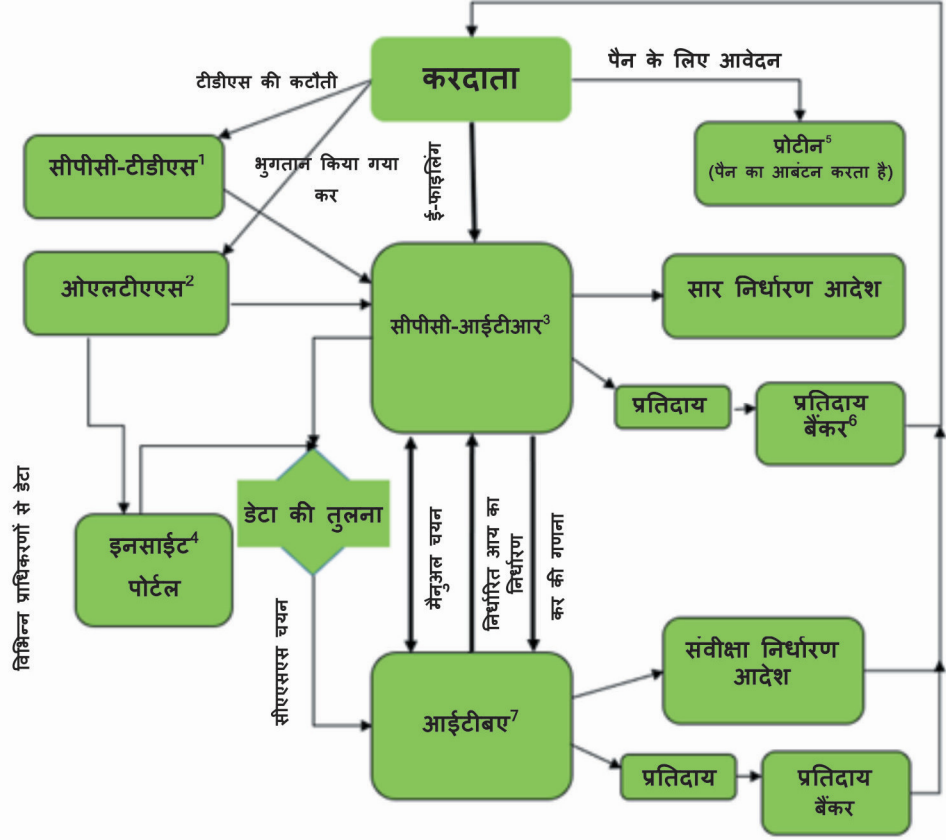 करदाता
पैन के लिए आवेदन
टीडीएस की कटौती
प्रोटीन⁵
(पैन का आबंटन करता है)
सीपीसी-टीडीएस¹
भुगतान किया गया
कर
ई-फाइलिंग
ओएलटीएएस²
सीपीसी-आईटीआर³
सार निर्धारण आदेश
प्रतिदाय
प्रतिदाय
बैंकर⁶
डेटा की तुलना
इनसाईट⁴
पोर्टल
विभिन्न प्राधिकरणों से डेटा
मैनुअल चयन
निर्धारित आय का
निर्धारण
कर की गणना
सीएएसएस चयन
आईटीबए⁷
संवीक्षा निर्धारण
आदेश
प्रतिदाय
प्रतिदाय
बैंकर